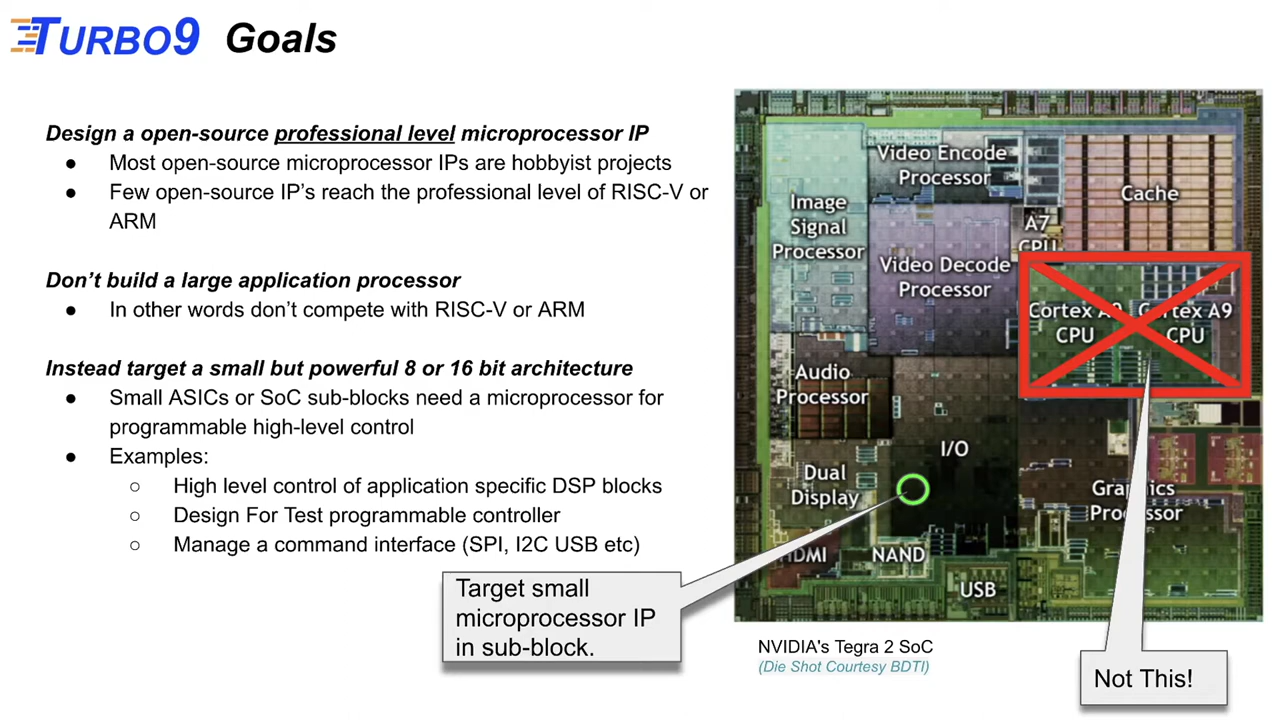 TURBO9 Goals
Design a open-source professional level microprocessor IP
● Most open-source microprocessor IPs are hobbyist projects
● Few open-source IP's reach the professional level of RISC-V or
ARM
Don't build a large application processor
● In other words don't compete with RISC-V or ARM
Instead target a small but powerful 8 or 16 bit architecture
● Small ASICs or SoC sub-blocks need a microprocessor for
programmable high-level control
● Examples:
○ High level control of application specific DSP blocks
○ Design For Test programmable controller
○ Manage a command interface (SPI, I2C USB etc)
Target small
microprocessor IP
in sub-block.
Video Encode
Processor
Image
Signal
Processor
Cache
A7
CPU
Video Decode
Processor
Cortex A9
CPU
Cortex A9
CPU
Audio
Processor
I/O
Dual
Display
Graphics
Processor
HDMI
NAND
USB
NVIDIA's Tegra 2 SoC
(Die Shot Courtesy BDTI)
Not This!